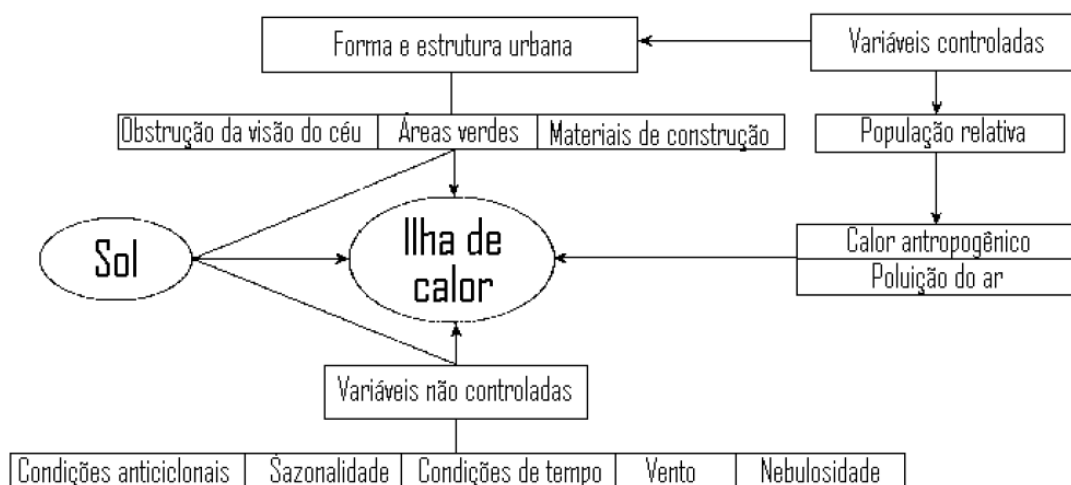 Forma e estrutura urbana
Variáveis controladas
Obstrução da visão do céu
Áreas verdes
Materiais de construção
População relativa
Sol
Ilha de
calor
Calor antropogênico
Poluição do ar
Variáveis não controladas
Condições anticiclonais
Sazonalidade
Condições de tempo
Vento
Nebulosidade